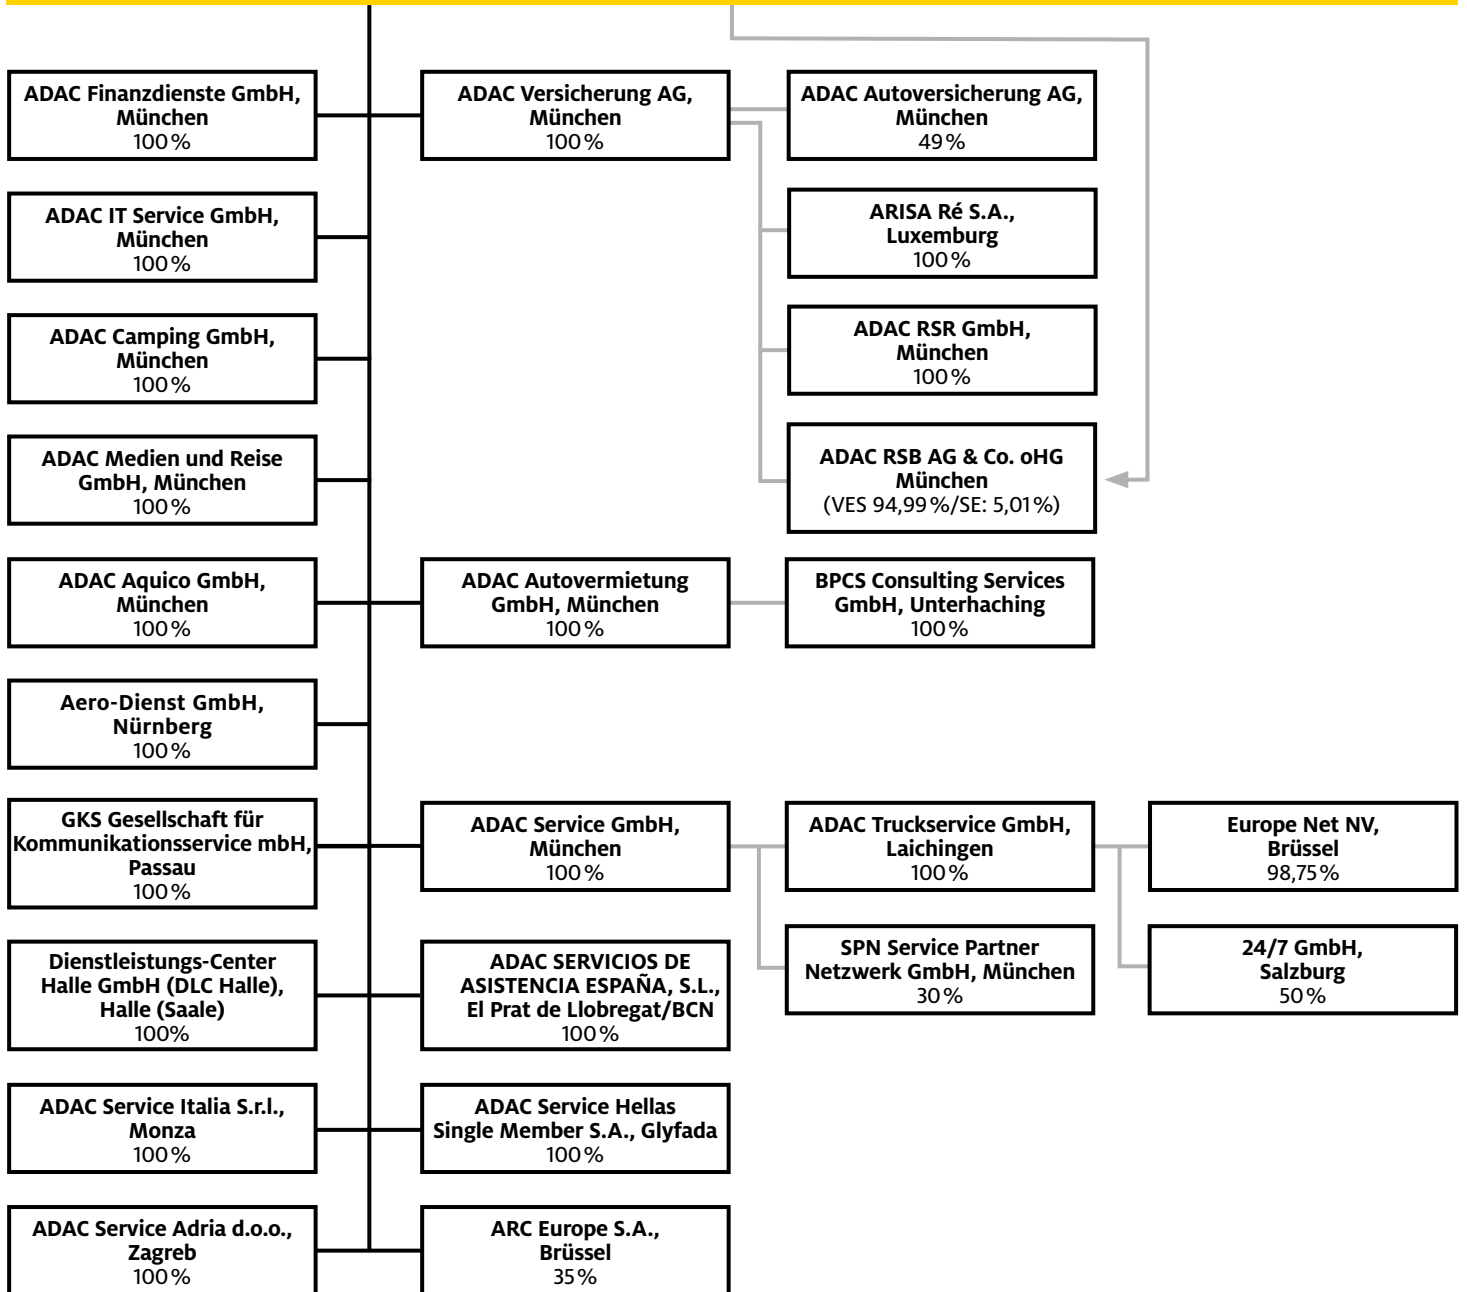 ADAC Finanzdienste GmbH,
München
100 %
ADAC Versicherung AG,
München
100 %
ADAC Autoversicherung AG,
München
49 %
ADAC IT Service GmbH,
München
100 %
ARISA Ré S.A.,
Luxemburg
100 %
ADAC Camping GmbH,
München
100 %
ADAC RSR GmbH,
München
100 %
ADAC Medien und Reise
GmbH, München
100 %
ADAC RSB AG & Co. oHG
München
(VES 94,99 %/SE: 5,01 %)
ADAC Aquico GmbH,
München
100 %
ADAC Autovermietung
GmbH, München
100 %
BPCS Consulting Services
GmbH, Unterhaching
100 %
Aero-Dienst GmbH,
Nürnberg
100 %
GKS Gesellschaft für
Kommunikationsservice mbH,
Passau
100 %
ADAC Service GmbH,
München
100 %
ADAC Truckservice GmbH,
Laichingen
100 %
Europe Net NV,
Brüssel
98,75 %
Dienstleistungs-Center
Halle GmbH (DLC Halle),
Halle (Saale)
100%
ADAC SERVICIOS DE
ASISTENCIA ESPAÑA, S.L.,
El Prat de Llobregat/BCN
100 %
SPN Service Partner
Netzwerk GmbH, München
30 %
24/7 GmbH,
Salzburg
50 %
ADAC Service Italia S.r.l.,
Monza
100 %
ADAC Service Hellas
Single Member S.A., Glyfada
100 %
ADAC Service Adria d.o.o.,
Zagreb
100 %
ARC Europe S.A.,
Brüssel
35 %